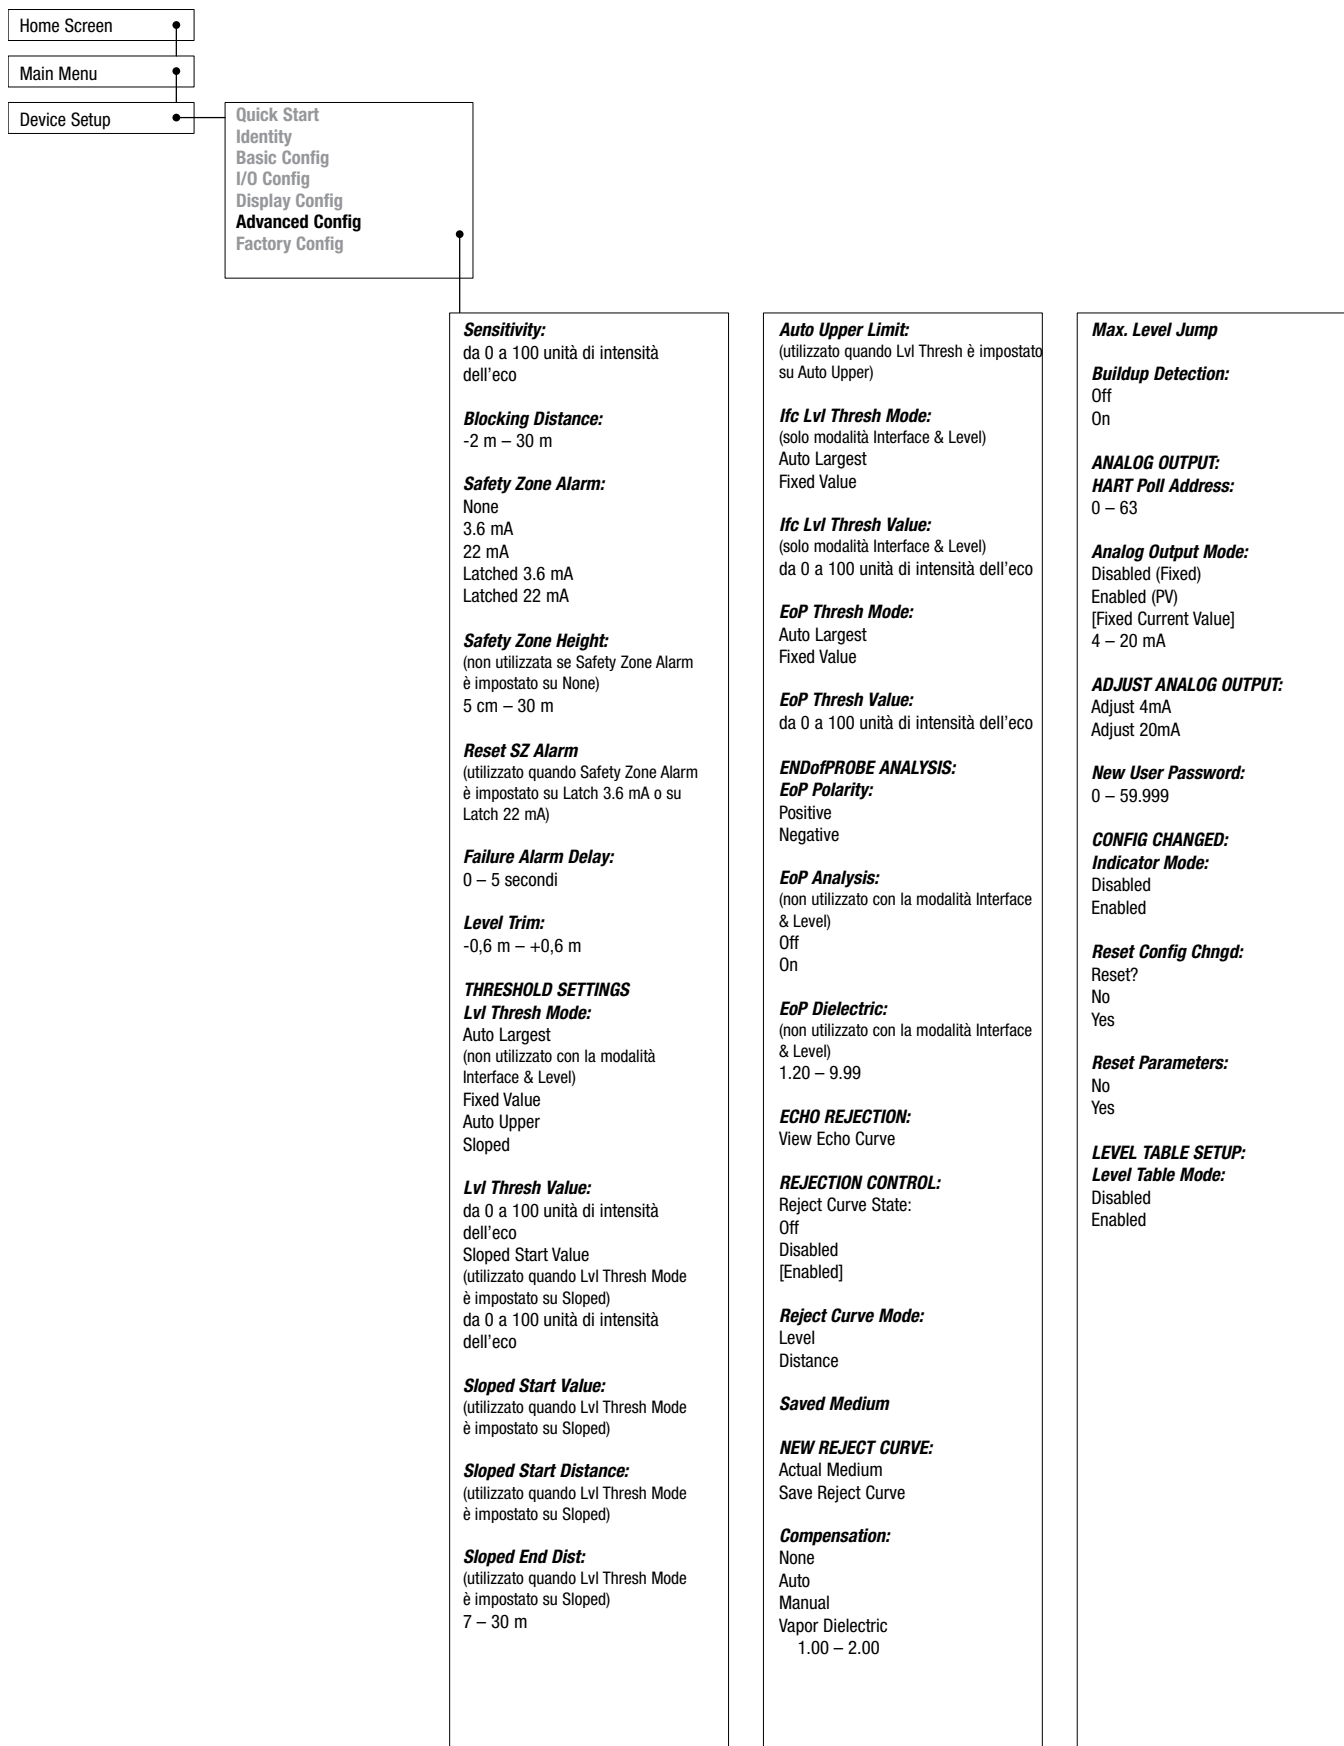 Home Screen
Main Menu
Device Setup
Quick Start
Identity
Basic Config
I/O Config
Display Config
Advanced Config
Factory Config
Sensitivity:
da 0 a 100 unità di intensità
dell'eco
Blocking Distance:
-2 m – 30 m
Safety Zone Alarm:
None
3.6 mA
22 mA
Latched 3.6 mA
Latched 22 mA
Safety Zone Height:
(non utilizzata se Safety Zone Alarm
è impostato su None)
5 cm – 30 m
Reset SZ Alarm
(utilizzato quando Safety Zone Alarm
è impostato su Latch 3.6 mA o su
Latch 22 mA)
Failure Alarm Delay:
0 – 5 secondi
Level Trim:
-0,6 m – +0,6 m
THRESHOLD SETTINGS
Lvl Thresh Mode:
Auto Largest
(non utilizzato con la modalità
Interface & Level)
Fixed Value
Auto Upper
Sloped
Lvl Thresh Value:
da 0 a 100 unità di intensità
dell'eco
Sloped Start Value
(utilizzato quando Lvl Thresh Mode
è impostato su Sloped)
da 0 a 100 unità di intensità
dell'eco
Sloped Start Value:
(utilizzato quando Lvl Thresh Mode
è impostato su Sloped)
Sloped Start Distance:
(utilizzato quando Lvl Thresh Mode
è impostato su Sloped)
Sloped End Dist:
(utilizzato quando Lvl Thresh Mode
è impostato su Sloped)
7 – 30 m
Auto Upper Limit:
(utilizzato quando Lvl Thresh è impostato
su Auto Upper)
Ifc Lvl Thresh Mode:
(solo modalità Interface & Level)
Auto Largest
Fixed Value
Ifc Lvl Thresh Value:
(solo modalità Interface & Level)
da 0 a 100 unità di intensità dell'eco
EoP Thresh Mode:
Auto Largest
Fixed Value
EoP Thresh Value:
da 0 a 100 unità di intensità dell'eco
ENDofPROBE ANALYSIS:
EoP Polarity:
Positive
Negative
EoP Analysis:
(non utilizzato con la modalità Interface
& Level)
Off
On
EoP Dielectric:
(non utilizzato con la modalità Interface
& Level)
1.20 – 9.99
ECHO REJECTION:
View Echo Curve
REJECTION CONTROL:
Reject Curve State:
Off
Disabled
[Enabled]
Reject Curve Mode:
Level
Distance
Saved Medium
NEW REJECT CURVE:
Actual Medium
Save Reject Curve
Compensation:
None
Auto
Manual
Vapor Dielectric
1.00 – 2.00
Max. Level Jump
Buildup Detection:
Off
On
ANALOG OUTPUT:
HART Poll Address:
0 – 63
Analog Output Mode:
Disabled (Fixed)
Enabled (PV)
[Fixed Current Value]
4 – 20 mA
ADJUST ANALOG OUTPUT:
Adjust 4mA
Adjust 20mA
New User Password:
0 – 59.999
CONFIG CHANGED:
Indicator Mode:
Disabled
Enabled
Reset Config Chngd:
Reset?
No
Yes
Reset Parameters:
No
Yes
LEVEL TABLE SETUP:
Level Table Mode:
Disabled
Enabled